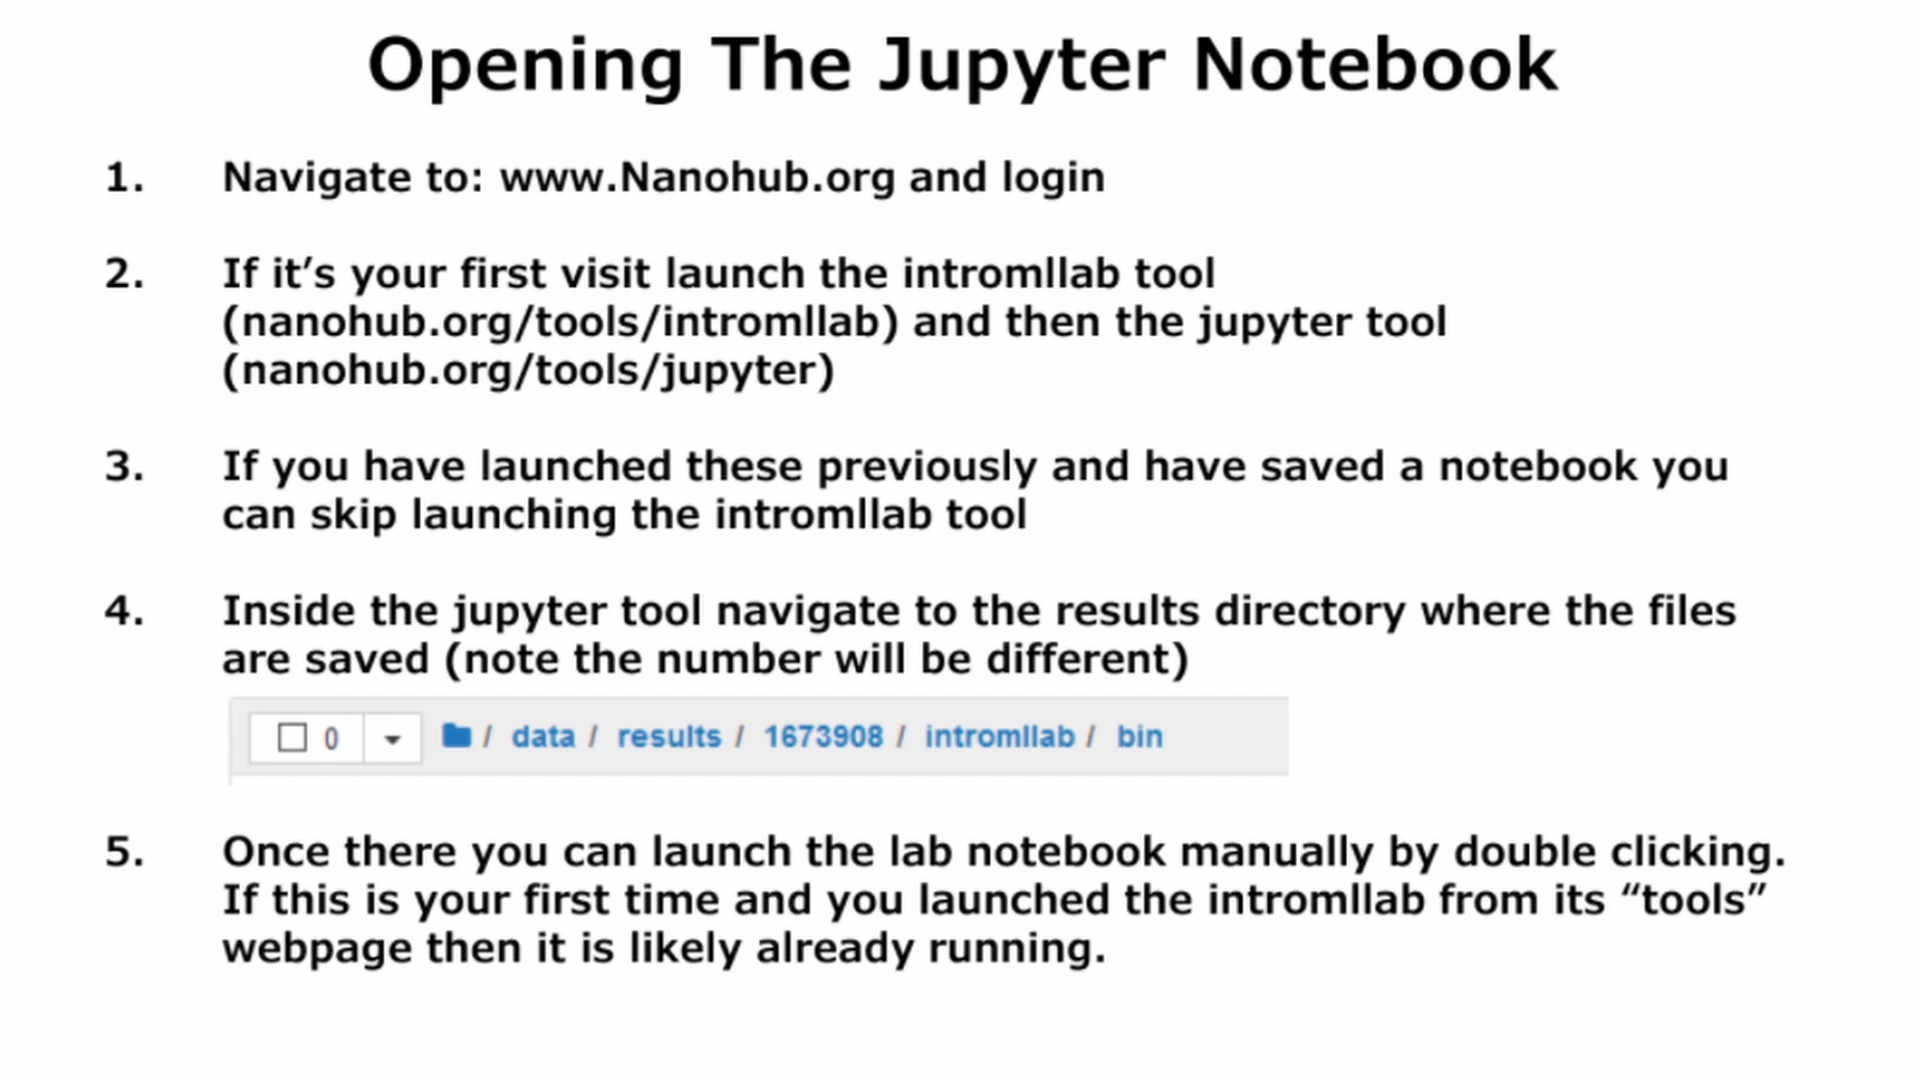 Opening The Jupyter Notebook
1. Navigate to: www.Nanohub.org and login
2. If it’s your first visit launch the intromllab tool
(nanohub.org/tools/intromllab) and then the jupyter tool
(nanohub.org/tools/jupyter)
3. If you have launched these previously and have saved a notebook you
can skip launching the intromllab tool
4. Inside the jupyter tool navigate to the results directory where the files
are saved (note the number will be different)
0 / data / results / 1673908 / intromllab / bin
5. Once there you can launch the lab notebook manually by double clicking.
If this is your first time and you launched the intromllab from its “tools”
webpage then it is likely already running.